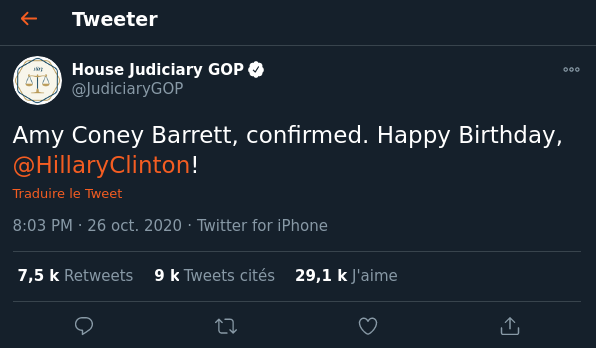 Tweeter
House Judiciary GOP
@JudiciaryGOP
Amy Coney Barrett, confirmed. Happy Birthday,
@HillaryClinton!
Traduire le Tweet
8:03 PM · 26 oct. 2020 · Twitter for iPhone
7,5 k Retweets 9 k Tweets cités 29,1 k J'aime